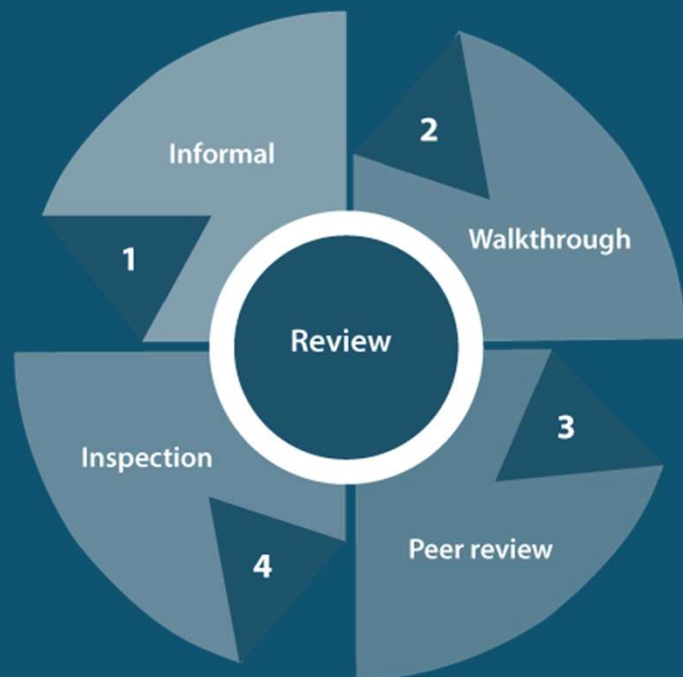 Informal
1
2
Walkthrough
Review
3
Peer review
Inspection
4